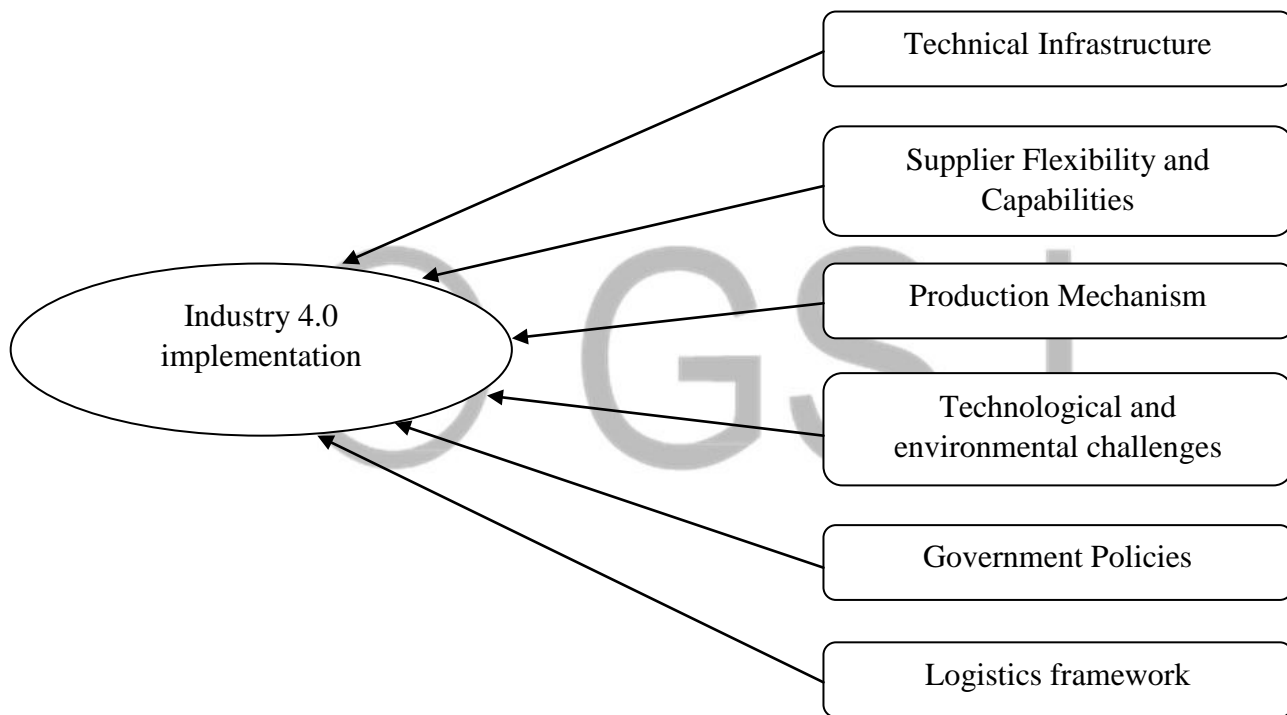 Technical Infrastructure
Supplier Flexibility and
Capabilities
Production Mechanism
Industry 4.0
implementation
Technological and
environmental challenges
Government Policies
Logistics framework